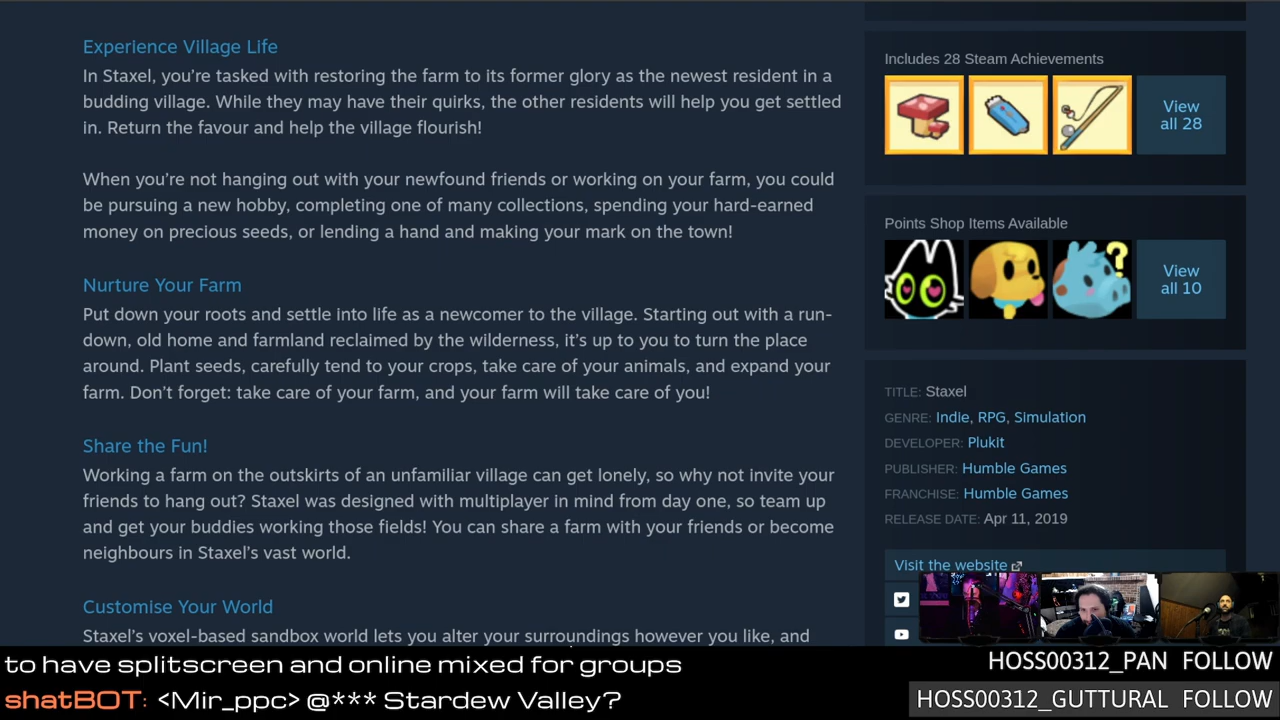 Experience Village Life
In Staxel, you're tasked with restoring the farm to its former glory as the newest resident in a
budding village. While they may have their quirks, the other residents will help you get settled
in. Return the favour and help the village flourish!
When you're not hanging out with your newfound friends or working on your farm, you could
be pursuing a new hobby, completing one of many collections, spending your hard-earned
money on precious seeds, or lending a hand and making your mark on the town!
Nurture Your Farm
Put down your roots and settle into life as a newcomer to the village. Starting out with a run-
down, old home and farmland reclaimed by the wilderness, it's up to you to turn the place
around. Plant seeds, carefully tend to your crops, take care of your animals, and expand your
farm. Don't forget: take care of your farm, and your farm will take care of you!
Share the Fun!
Working a farm on the outskirts of an unfamiliar village can get lonely, so why not invite your
friends to hang out? Staxel was designed with multiplayer in mind from day one, so team up
and get your buddies working those fields! You can share a farm with your friends or become
neighbours in Staxel's vast world.
Customise Your World
Staxel's voxel-based sandbox world lets you alter your surroundings however you like, and
Includes 28 Steam Achievements
View
all 28
Points Shop Items Available
?
View
all 10
TITLE: Staxel
GENRE: Indie, RPG, Simulation
DEVELOPER: Plukit
PUBLISHER: Humble Games
FRANCHISE: Humble Games
RELEASE DATE: Apr 11, 2019
Visit the website
to have splitscreen and online mixed for groups
shatBOT: <Mir_ppc> @*** Stardew Valley?
HOSS00312_PAN FOLLOW
HOSS00312_GUTTURAL FOLLOW